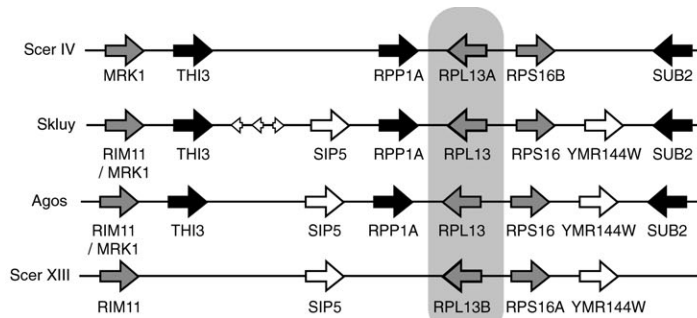 Scer IV
MRK1 THI3 RPP1A RPL13A RPS16B SUB2
Skluy
RIM11 THI3 SIP5 RPP1A RPL13 RPS16 YMR144W SUB2
/ MRK1
Agos
RIM11 THI3 SIP5 RPP1A RPL13 RPS16 YMR144W SUB2
/ MRK1
Scer XIII
RIM11 SIP5 RPL13B RPS16A YMR144W